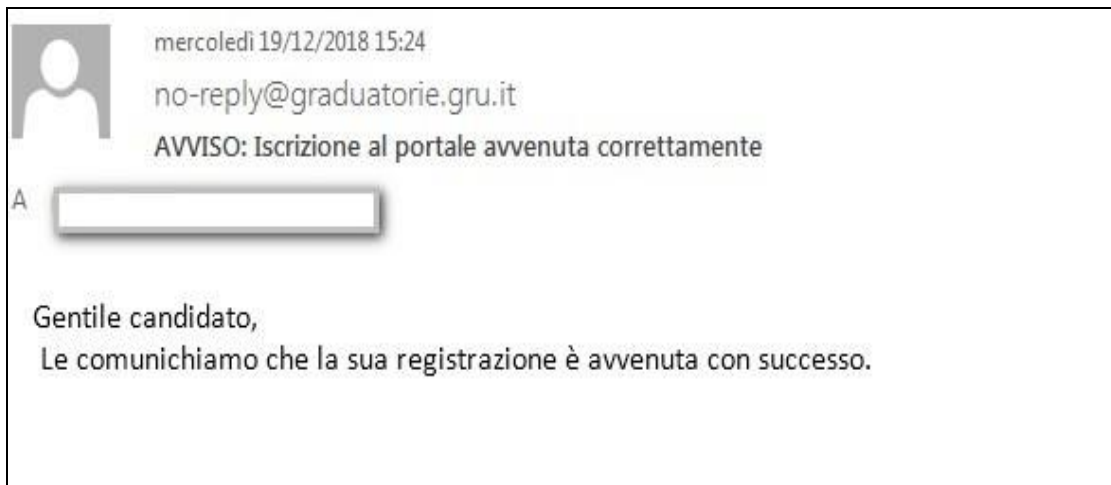 mercoledì 19/12/2018 15:24
no-reply@graduatorie.gru.it
AVVISO: Iscrizione al portale avvenuta correttamente
A
Gentile candidato,
Le comunichiamo che la sua registrazione è avvenuta con successo.